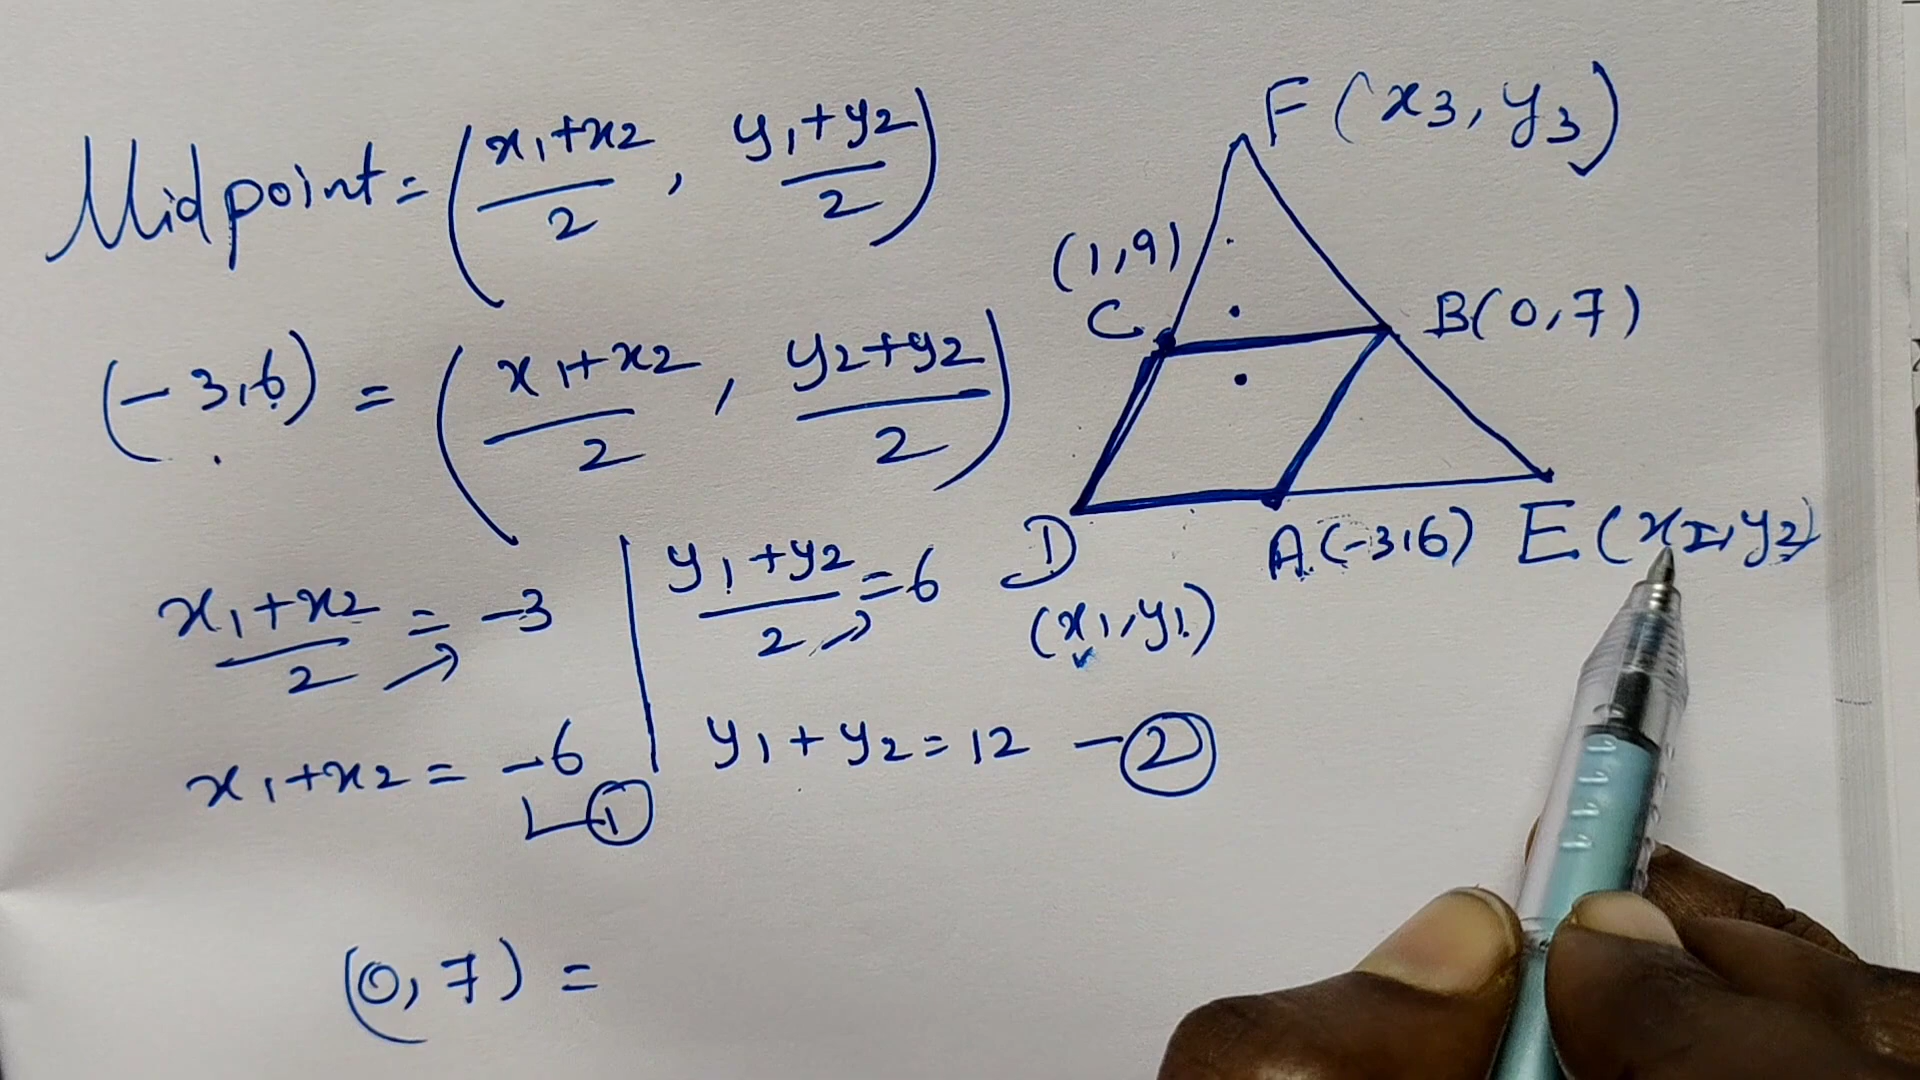 Midpoint = (x1+x2/2 , y1+y2/2)
(-3,6) = (x1+x2/2 , y2+y2/2)
x1+x2/2 = -3
x1+x2 = -6
1
y1+y2/2 = 6
y1+y2 = 12 - 2
(0,7) =
F(x3, y3)
(1,9)
C
B(0,7)
D
(x1, y1)
A(-3,6)
E(x2, y2)